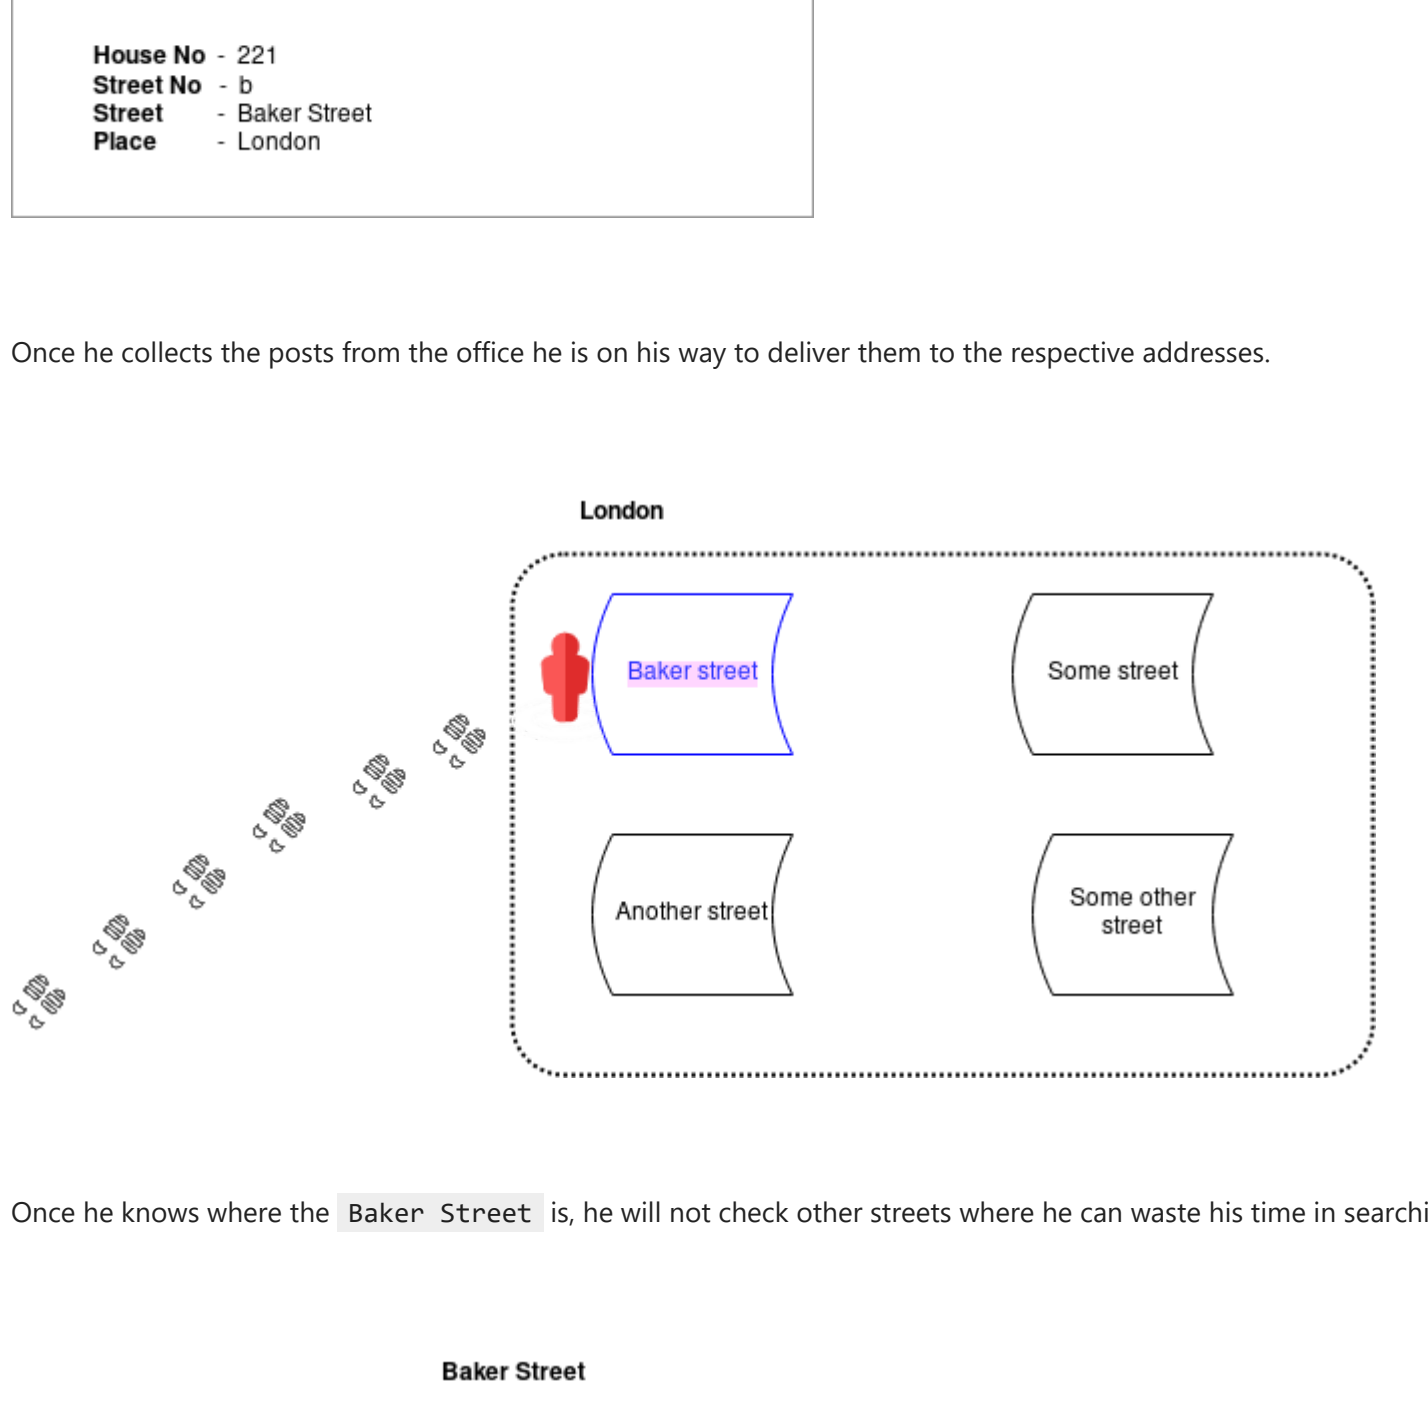 House No - 221
Street No - b
Street - Baker Street
Place - London
Once he collects the posts from the office he is on his way to deliver them to the respective addresses.
London
Baker street
Some street
Another street
Some other
street
Once he knows where the Baker Street is, he will not check other streets where he can waste his time in searchi
Baker Street